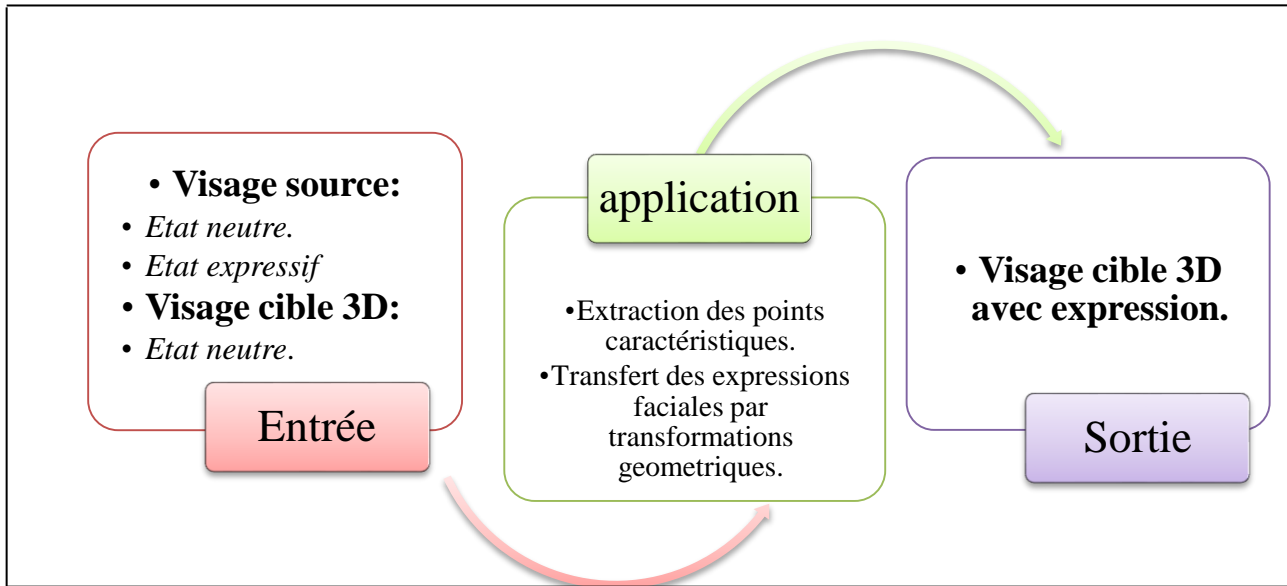 • Visage source:
• Etat neutre.
• Etat expressif
• Visage cible 3D:
• Etat neutre.
Entrée
application
•Extraction des points
caractéristiques.
•Transfert des expressions
faciales par
transformations
geometriques.
• Visage cible 3D
avec expression.
Sortie